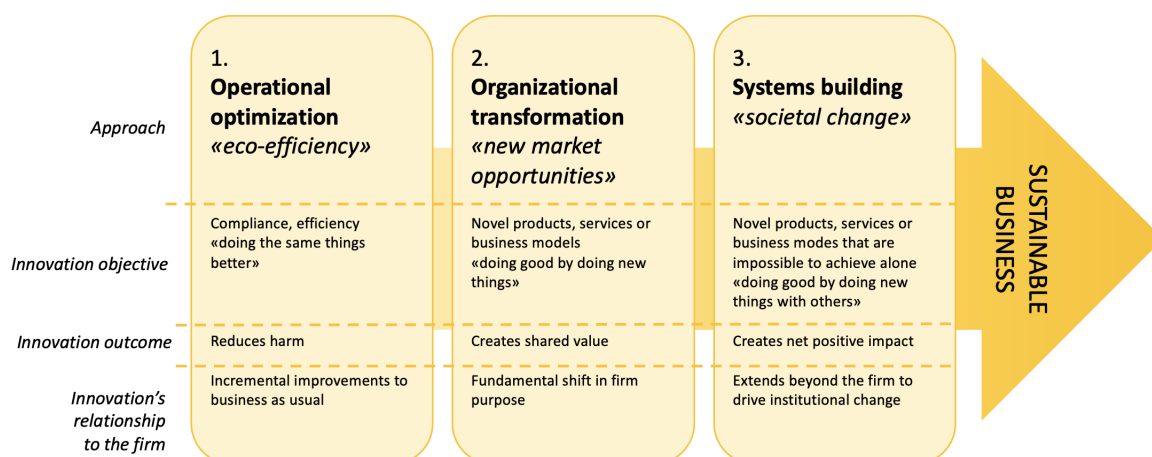 1.
Operational
optimization
«eco-efficiency»
2.
Organizational
transformation
«new market
opportunities»
3.
Systems building
«societal change»
Approach
Compliance, efficiency
«doing the same things
better»
Novel products, services or
business models
«doing good by doing new
things»
Novel products, services or
business modes that are
impossible to achieve alone
«doing good by doing new
things with others»
Innovation objective
Innovation outcome
Reduces harm
Creates shared value
Creates net positive impact
Innovation's
relationship
to the firm
Incremental improvements to
business as usual
Fundamental shift in firm
purpose
Extends beyond the firm to
drive institutional change
SUSTAINABLE
BUSINESS